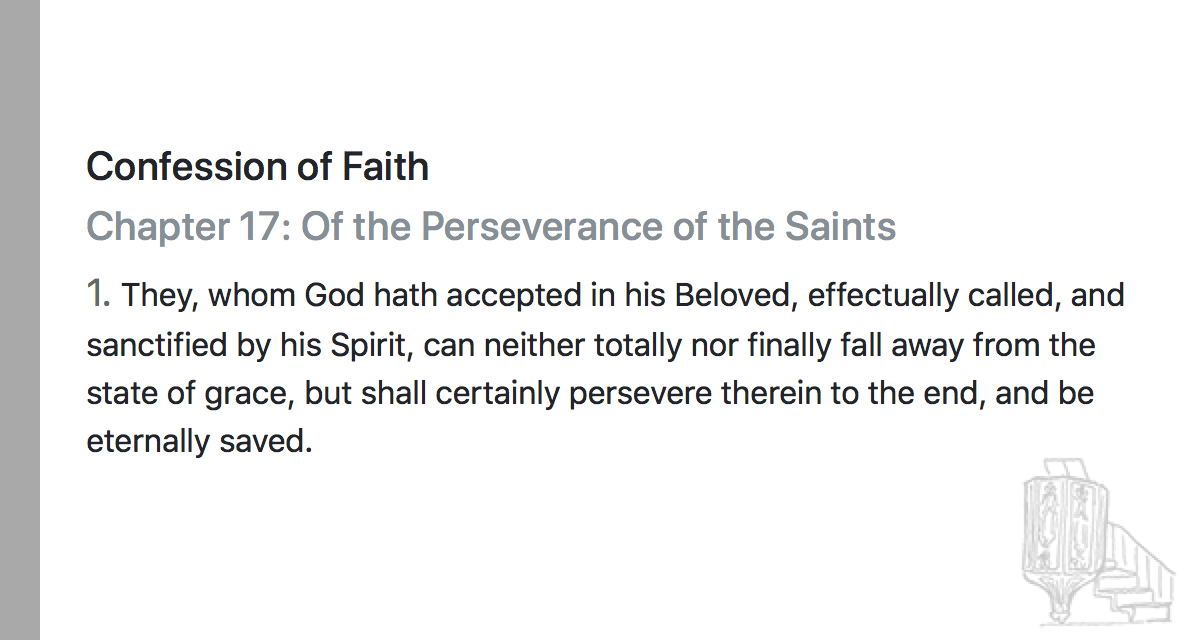 Confession of Faith
Chapter 17: Of the Perseverance of the Saints
1. They, whom God hath accepted in his Beloved, effectually called, and
sanctified by his Spirit, can neither totally nor finally fall away from the
state of grace, but shall certainly persevere therein to the end, and be
eternally saved.